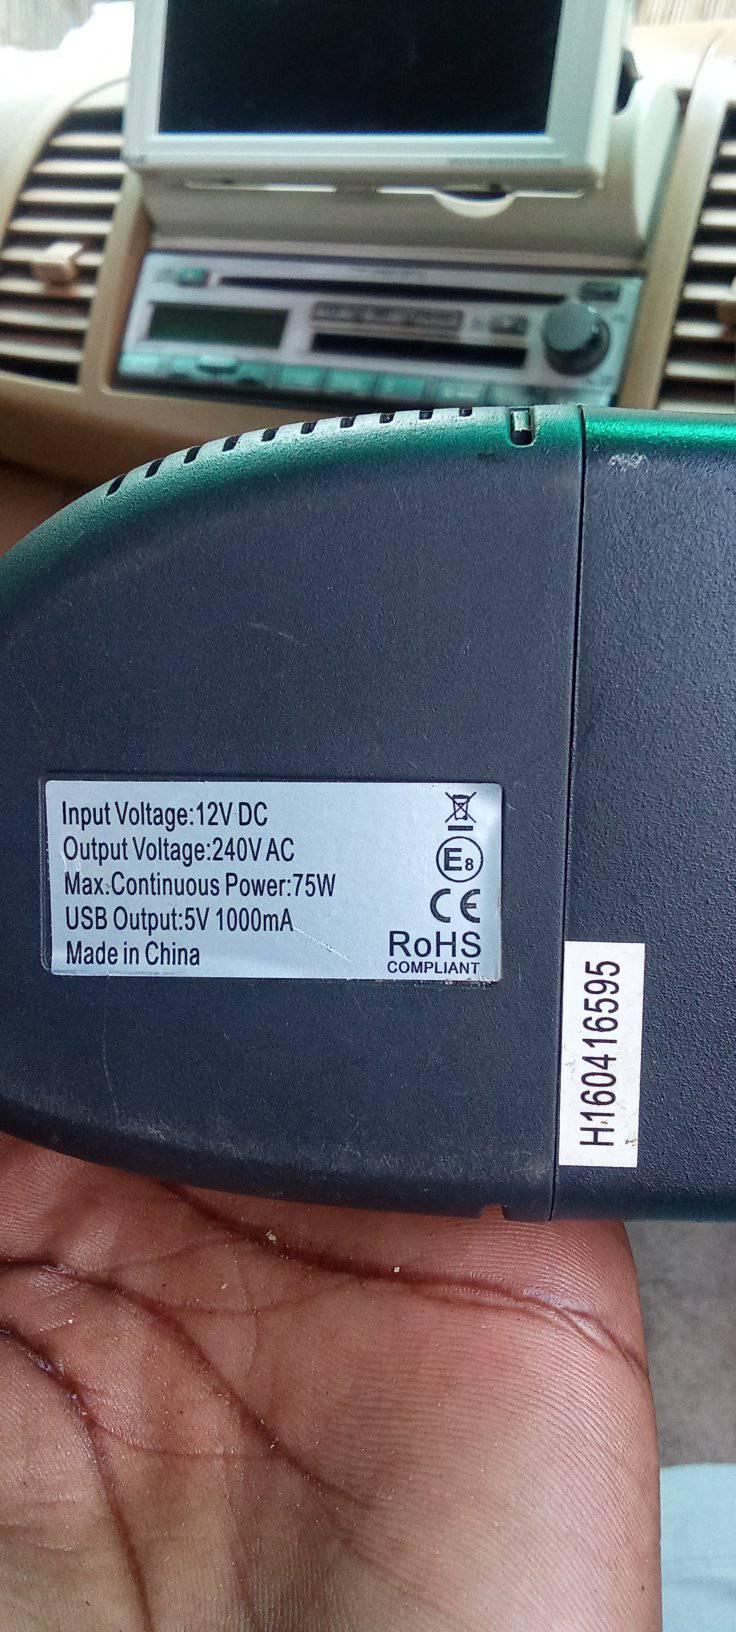 Input Voltage:12V DC
Output Voltage:240V AC
Max.Continuous Power:75W
USB Output:5V 1000mA
Made in China
E8
CE
RoHS
COMPLIANT
H160416595